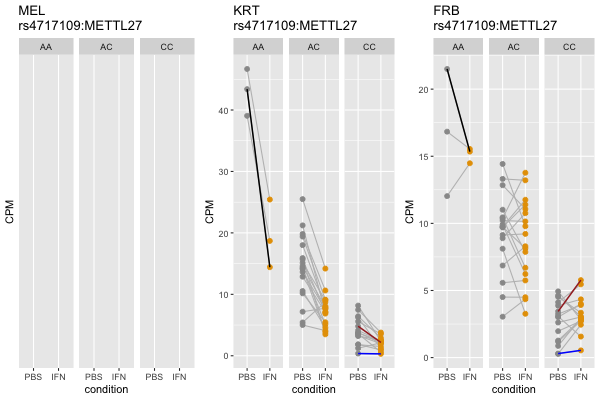 MEL
rs4717109:METTL27
AA AC CC
CPM
PBS IFN PBS IFN PBS IFN
condition
KRT
rs4717109:METTL27
AA AC CC
CPM
40
30
20
10
0
PBS IFN PBS IFN PBS IFN
condition
FRB
rs4717109:METTL27
AA AC CC
CPM
20
15
10
5
0
PBS IFN PBS IFN PBS IFN
condition